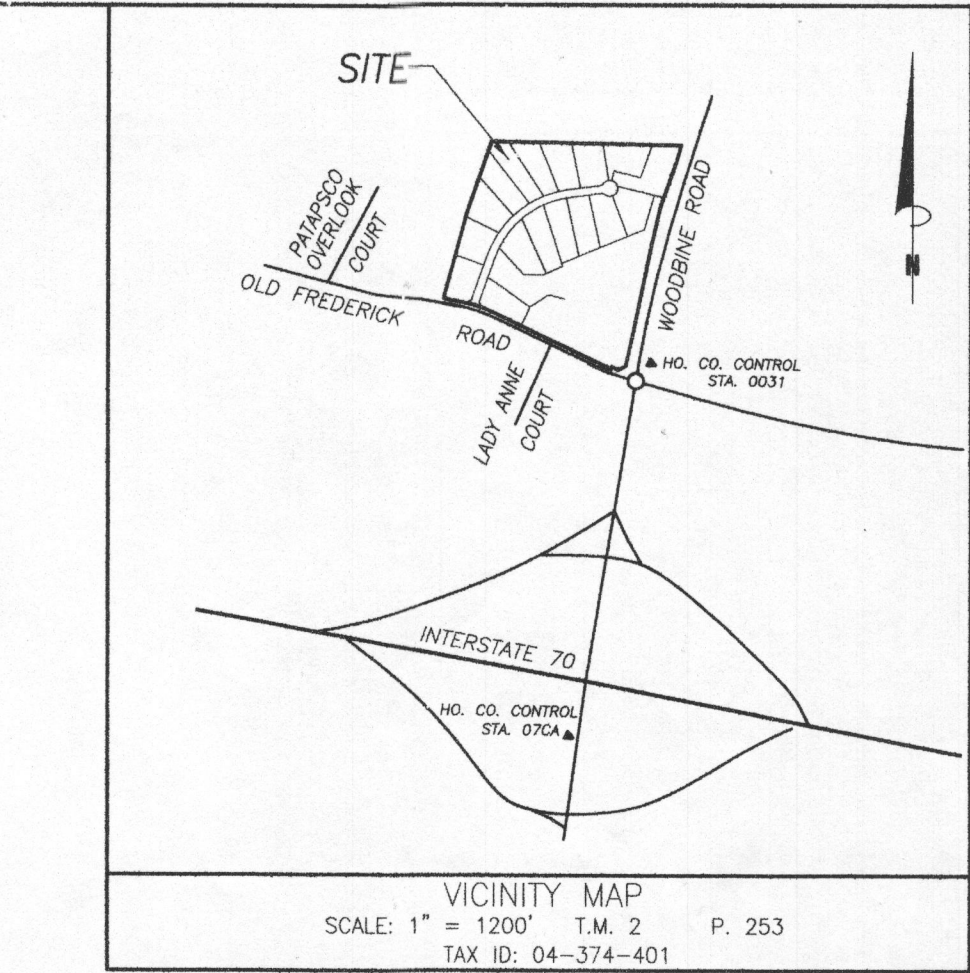 SITE
PATAPSCO
OVERLOOK
COURT
OLD FREDERICK
ROAD
WOODBINE ROAD
N
HO. CO. CONTROL
STA. 0031
LADY ANNE
COURT
INTERSTATE 70
HO. CO. CONTROL
STA. 07CA
VICINITY MAP
SCALE: 1" = 1200' T.M. 2 P. 253
TAX ID: 04-374-401